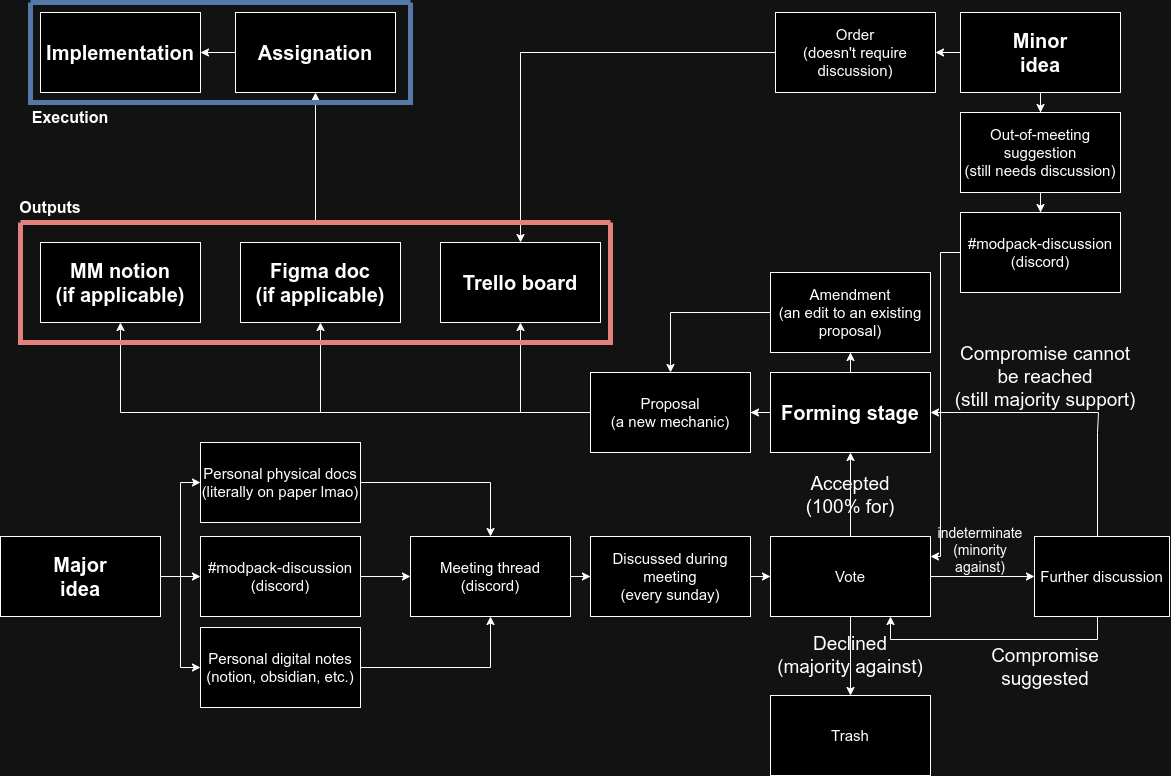 Implementation
Assignation
Execution
Order
(doesn't require
discussion)
Minor
idea
Out-of-meeting
suggestion
(still needs discussion)
#modpack-discussion
(discord)
Outputs
MM notion
(if applicable)
Figma doc
(if applicable)
Trello board
Amendment
(an edit to an existing
proposal)
Compromise cannot
be reached
(still majority support)
Proposal
(a new mechanic)
Forming stage
Accepted
(100% for)
Personal physical docs
(literally on paper lmao)
Major
idea
#modpack-discussion
(discord)
Personal digital notes
(notion, obsidian, etc.)
Meeting thread
(discord)
Discussed during
meeting
(every sunday)
Vote
indeterminate
(minority
against)
Further discussion
Declined
(majority against)
Compromise
suggested
Trash